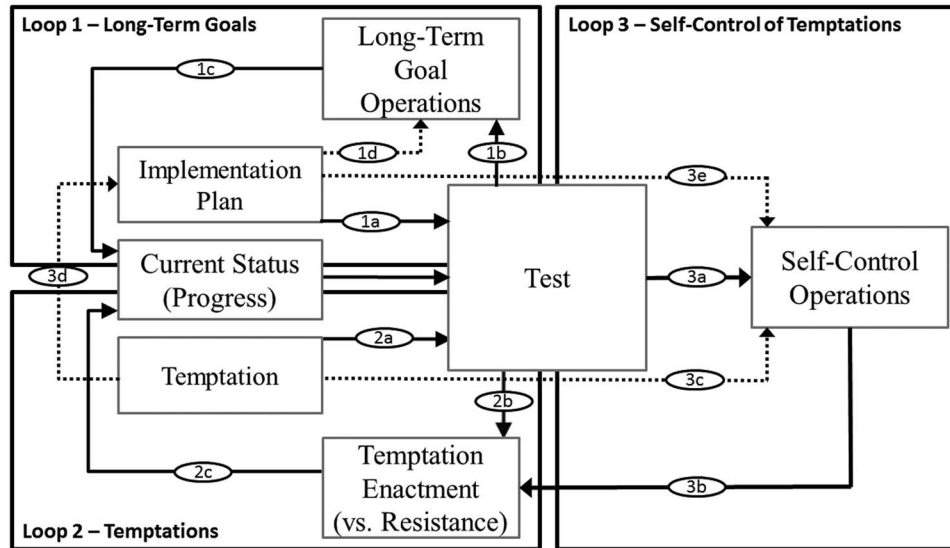 Loop 1 – Long-Term Goals
Loop 3 – Self-Control of Temptations
Long-Term
Goal
Operations
1c
1d
1b
Implementation
Plan
3e
1a
Current Status
(Progress)
3d
Test
3a
Self-Control
Operations
2a
Temptation
3c
2b
Temptation
Enactment
(vs. Resistance)
2c
3b
Loop 2 – Temptations